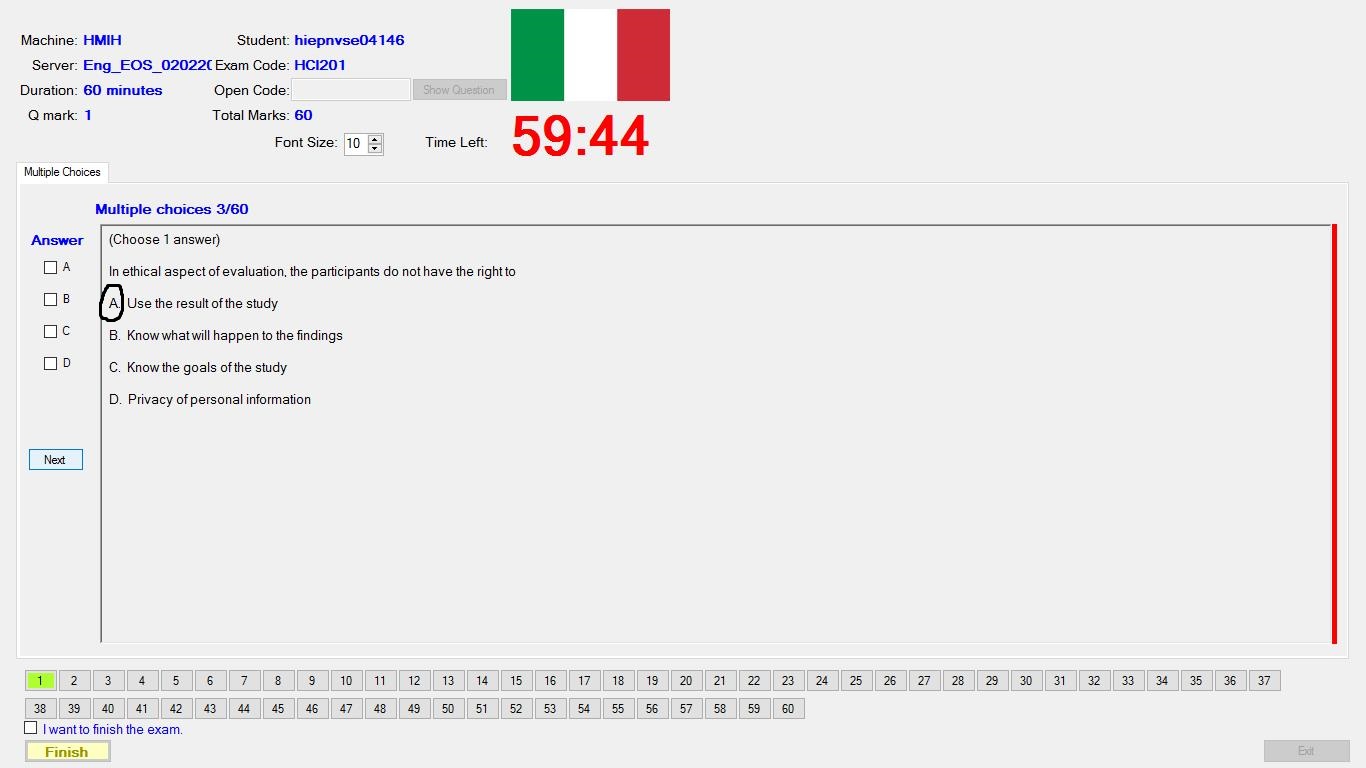 Machine: HMIH Student: hiepnvse04146
Server: Eng_EOS_02022( Exam Code: HCI201
Duration: 60 minutes Open Code: Show Question
Q mark: 1 Total Marks: 60
Font Size: 10 Time Left: 59:44
Multiple Choices
Multiple choices 3/60
Answer
(Choose 1 answer)
A
In ethical aspect of evaluation, the participants do not have the right to
B
A. Use the result of the study
C
B. Know what will happen to the findings
D
C. Know the goals of the study
D. Privacy of personal information
Next
1 2 3 4 5 6 7 8 9 10 11 12 13 14 15 16 17 18 19 20 21 22 23 24 25 26 27 28 29 30 31 32 33 34 35 36 37
38 39 40 41 42 43 44 45 46 47 48 49 50 51 52 53 54 55 56 57 58 59 60
I want to finish the exam.
Finish Exit